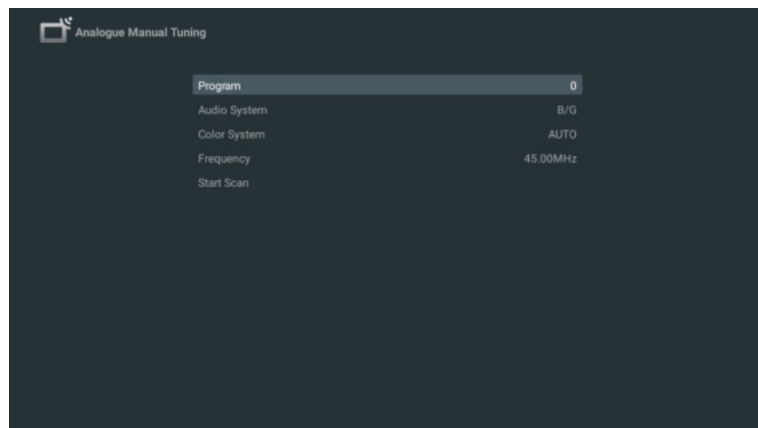 Analogue Manual Tuning
Program 0
Audio System B/G
Color System AUTO
Frequency 45.00MHz
Start Scan